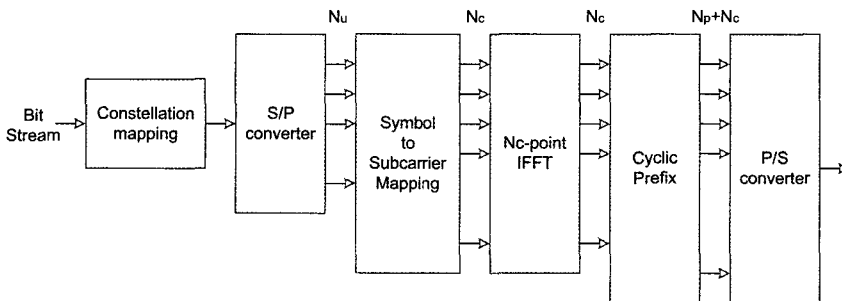 Nu Nc Nc Np+Nc
Bit
Stream
Constellation
mapping
S/P
converter
Symbol
to
Subcarrier
Mapping
Nc-point
IFFT
Cyclic
Prefix
P/S
converter